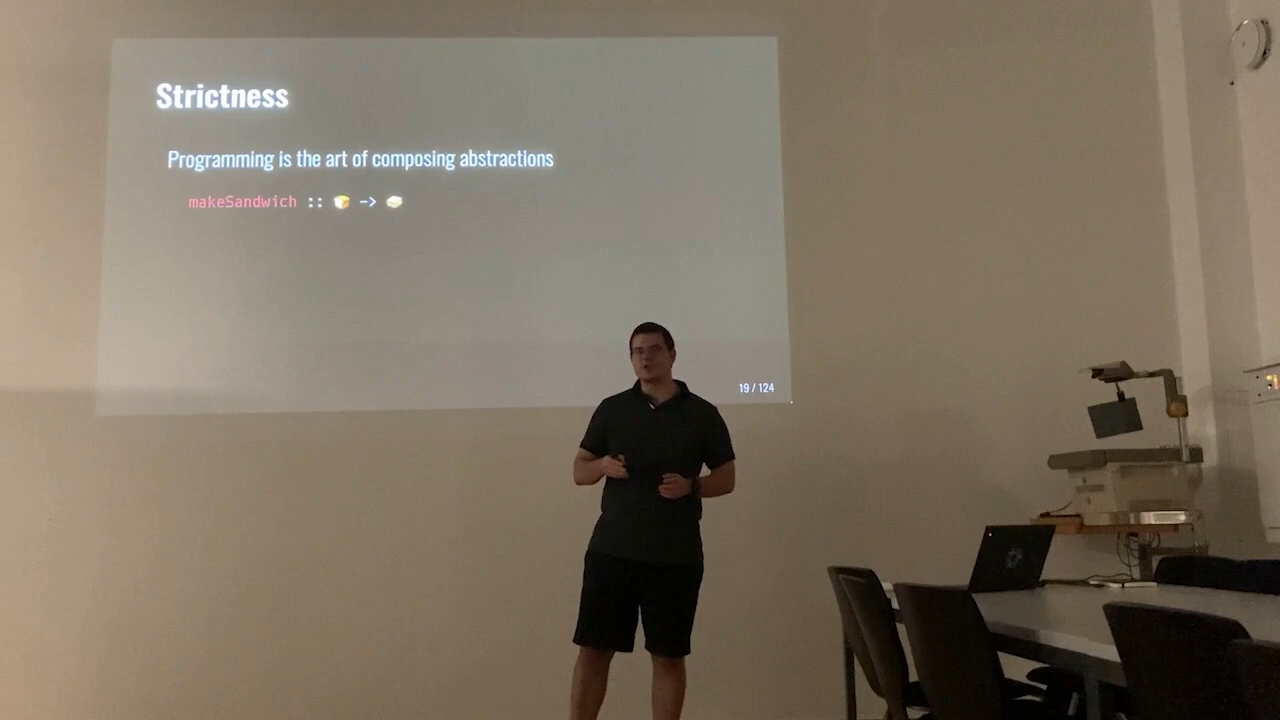 Strictness
Programming is the art of composing abstractions
makeSandwich :: 🧀 -> 🥪
19 / 124